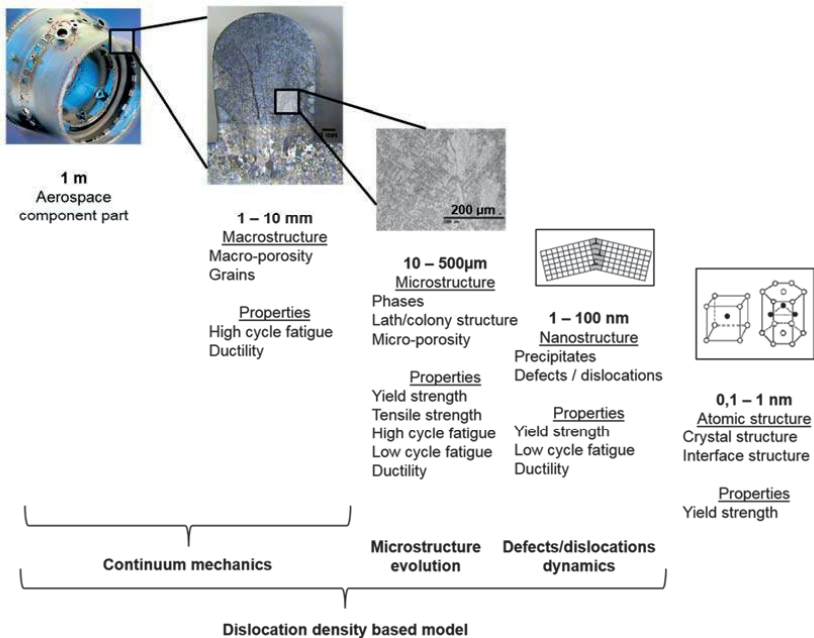 1 m
Aerospace
component part
1 – 10 mm
Macrostructure
Macro-porosity
Grains
Properties
High cycle fatigue
Ductility
200 µm
10 – 500µm
Microstructure
Phases
Lath/colony structure
Micro-porosity
Properties
Yield strength
Tensile strength
High cycle fatigue
Low cycle fatigue
Ductility
1 – 100 nm
Nanostructure
Precipitates
Defects / dislocations
Properties
Yield strength
Low cycle fatigue
Ductility
0,1 – 1 nm
Atomic structure
Crystal structure
Interface structure
Properties
Yield strength
Continuum mechanics
Microstructure
evolution
Defects/dislocations
dynamics
Dislocation density based model